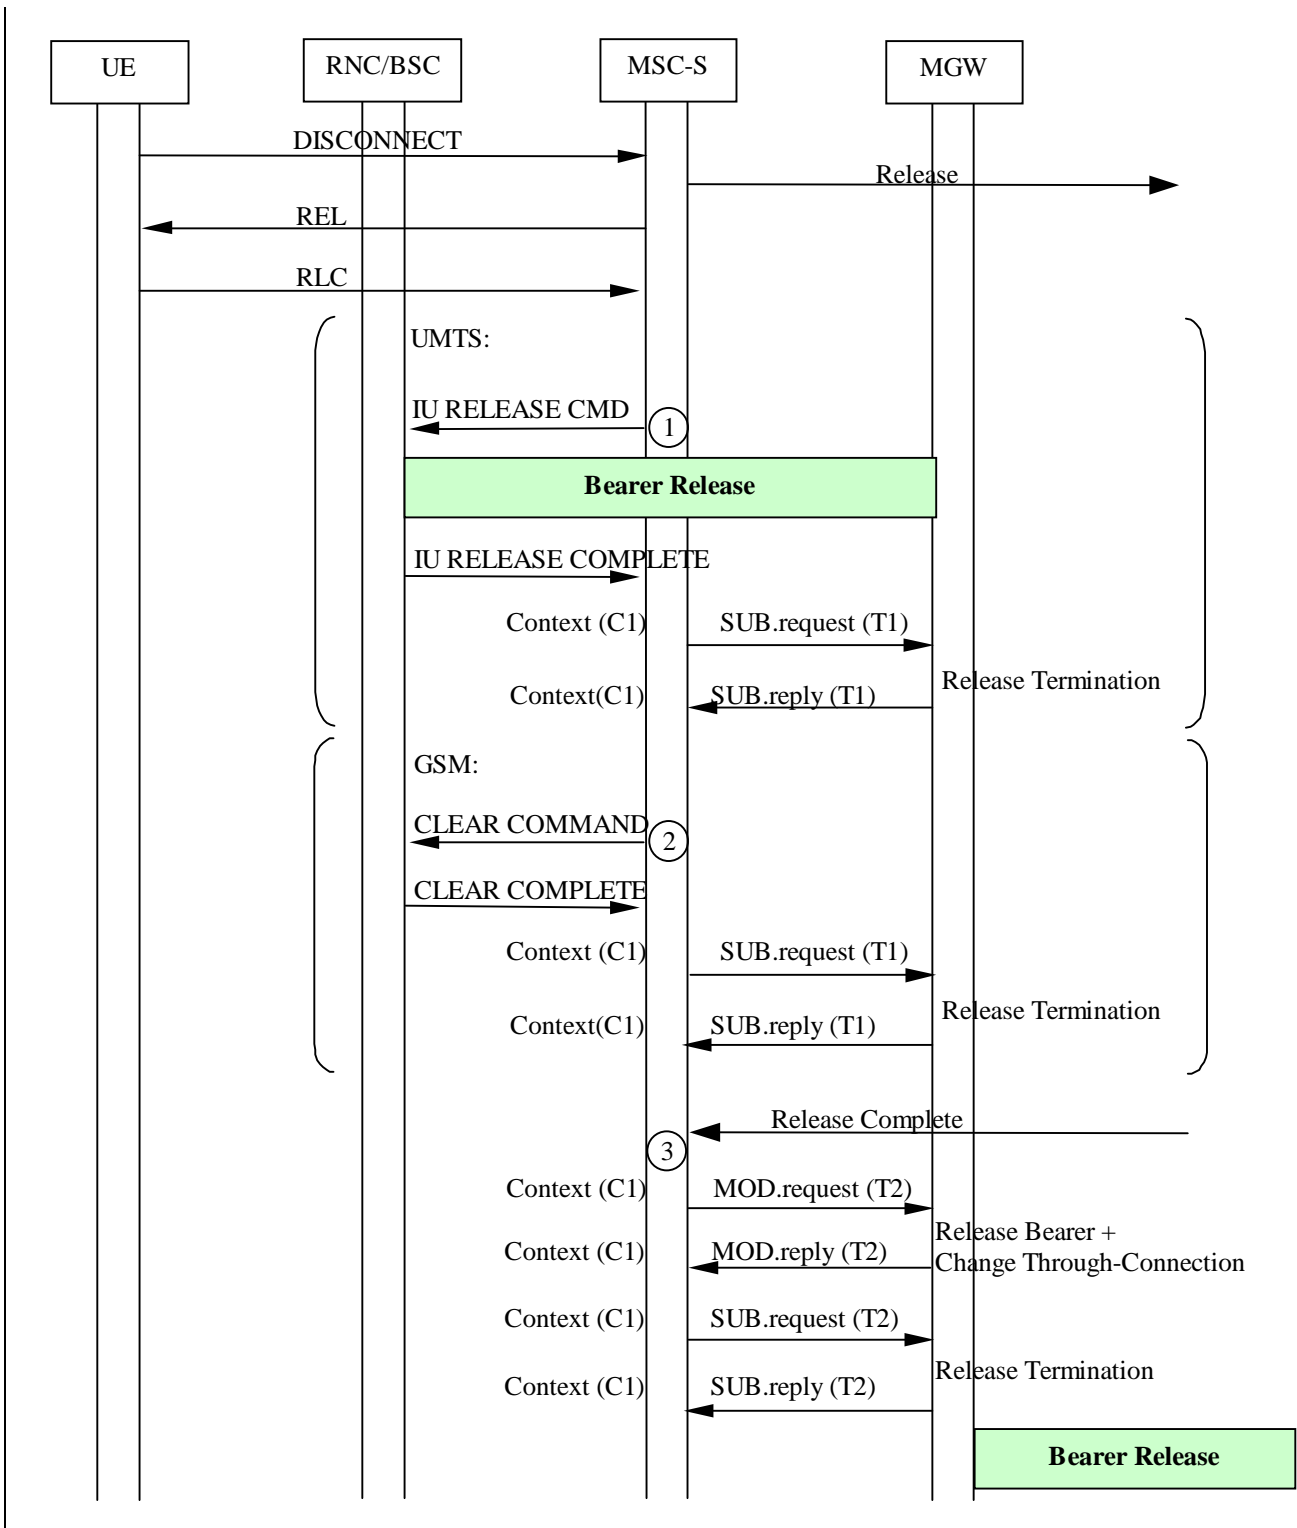 UE
RNC/BSC
MSC-S
MGW
DISCONNECT
Release
REL
RLC
UMTS:
IU RELEASE CMD
1
Bearer Release
IU RELEASE COMPLETE
Context (C1)
SUB.request (T1)
Release Termination
Context(C1)
SUB.reply (T1)
GSM:
CLEAR COMMAND
2
CLEAR COMPLETE
Context (C1)
SUB.request (T1)
Release Termination
Context(C1)
SUB.reply (T1)
Release Complete
3
Context (C1)
MOD.request (T2)
Release Bearer +
Change Through-Connection
Context (C1)
MOD.reply (T2)
Context (C1)
SUB.request (T2)
Release Termination
Context (C1)
SUB.reply (T2)
Bearer Release